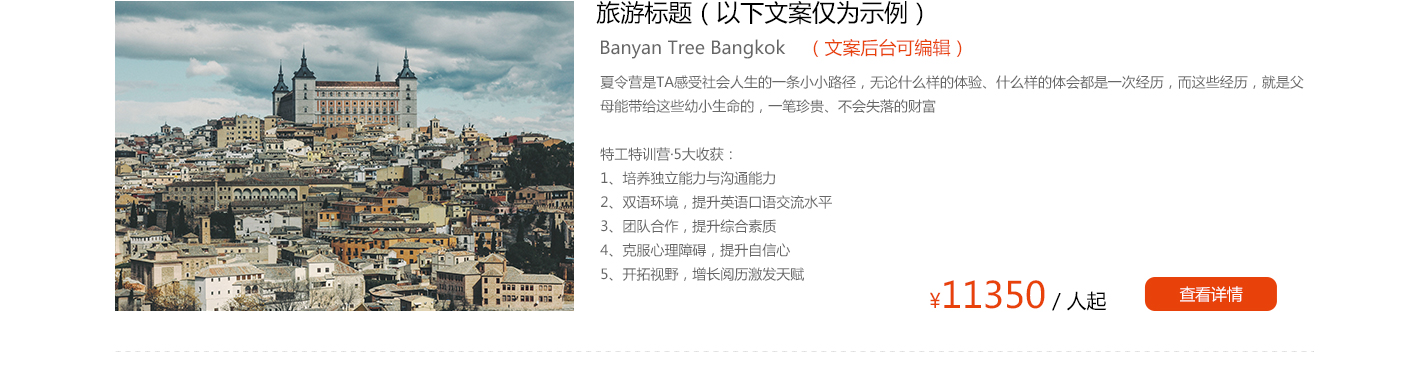 旅游标题（以下文案仅为示例）
Banyan Tree Bangkok （文案后台可编辑）
夏令营是TA感受社会人生的一条小小路径，无论什么样的体验、什么样的体会都是一次经历，而这些经历，就是父
母能带给这些幼小生命的，一笔珍贵、不会失落的财富
特工特训营·5大收获：
1、培养独立能力与沟通能力
2、双语环境，提升英语口语交流水平
3、团队合作，提升综合素质
4、克服心理障碍，提升自信心
5、开拓视野，增长阅历激发天赋
¥11350 / 人起
查看详情